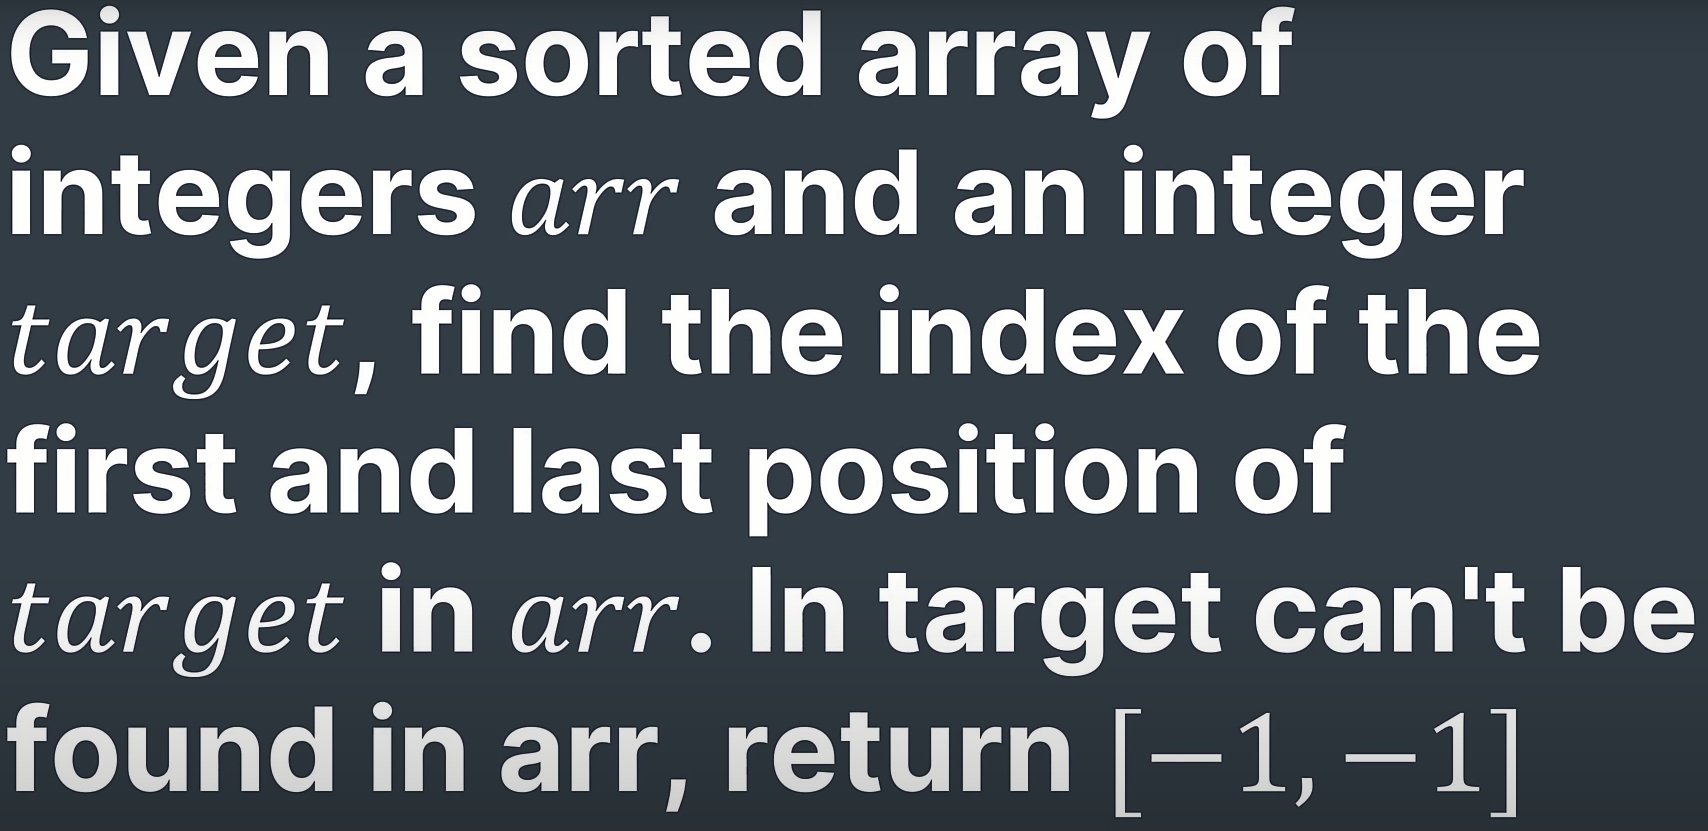 Given a sorted array of
integers arr and an integer
target, find the index of the
first and last position of
target in arr. In target can't be
found in arr, return [−1, −1]